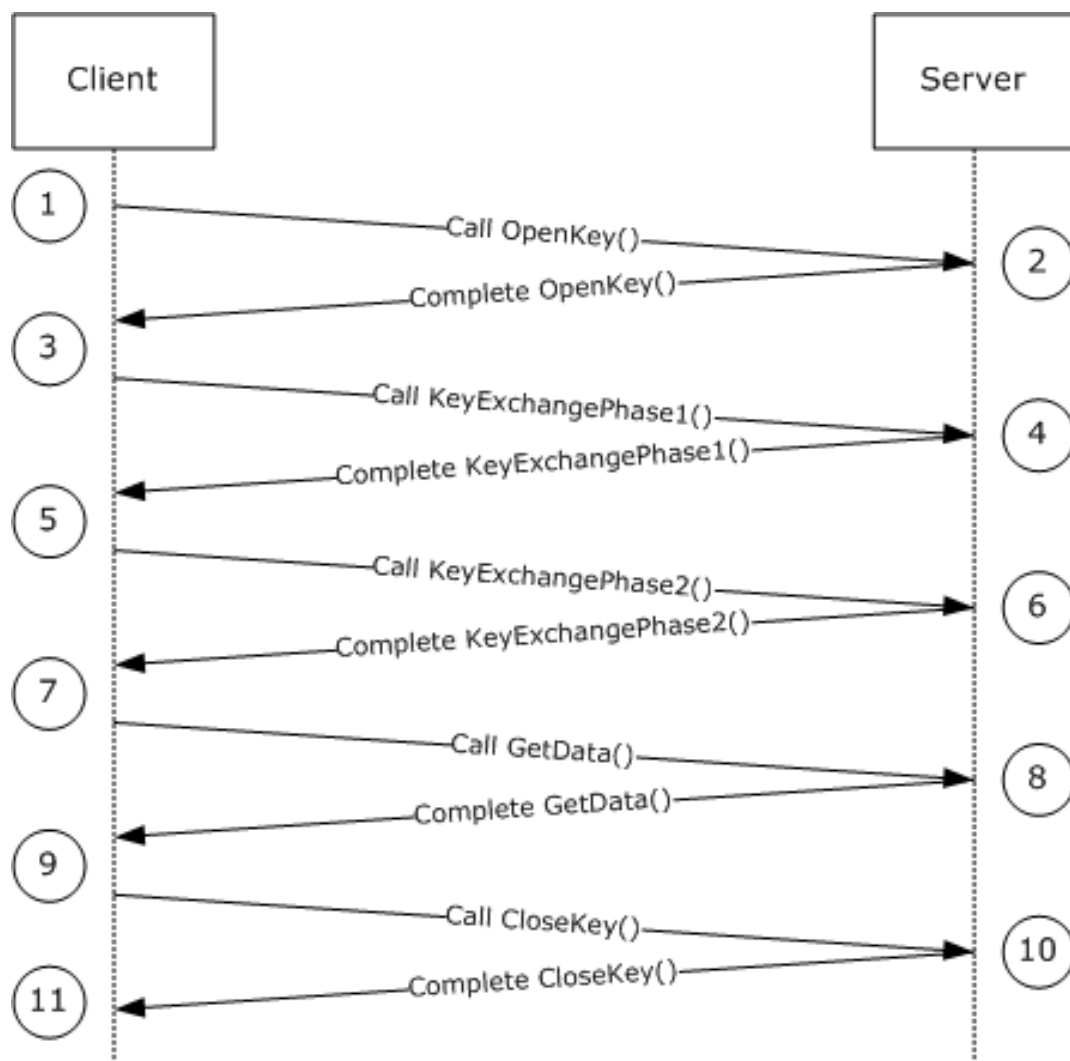 Client
Server
1
Call OpenKey()
2
Complete OpenKey()
3
Call KeyExchangePhase1()
4
Complete KeyExchangePhase1()
5
Call KeyExchangePhase2()
6
Complete KeyExchangePhase2()
7
Call GetData()
8
Complete GetData()
9
Call CloseKey()
10
Complete CloseKey()
11